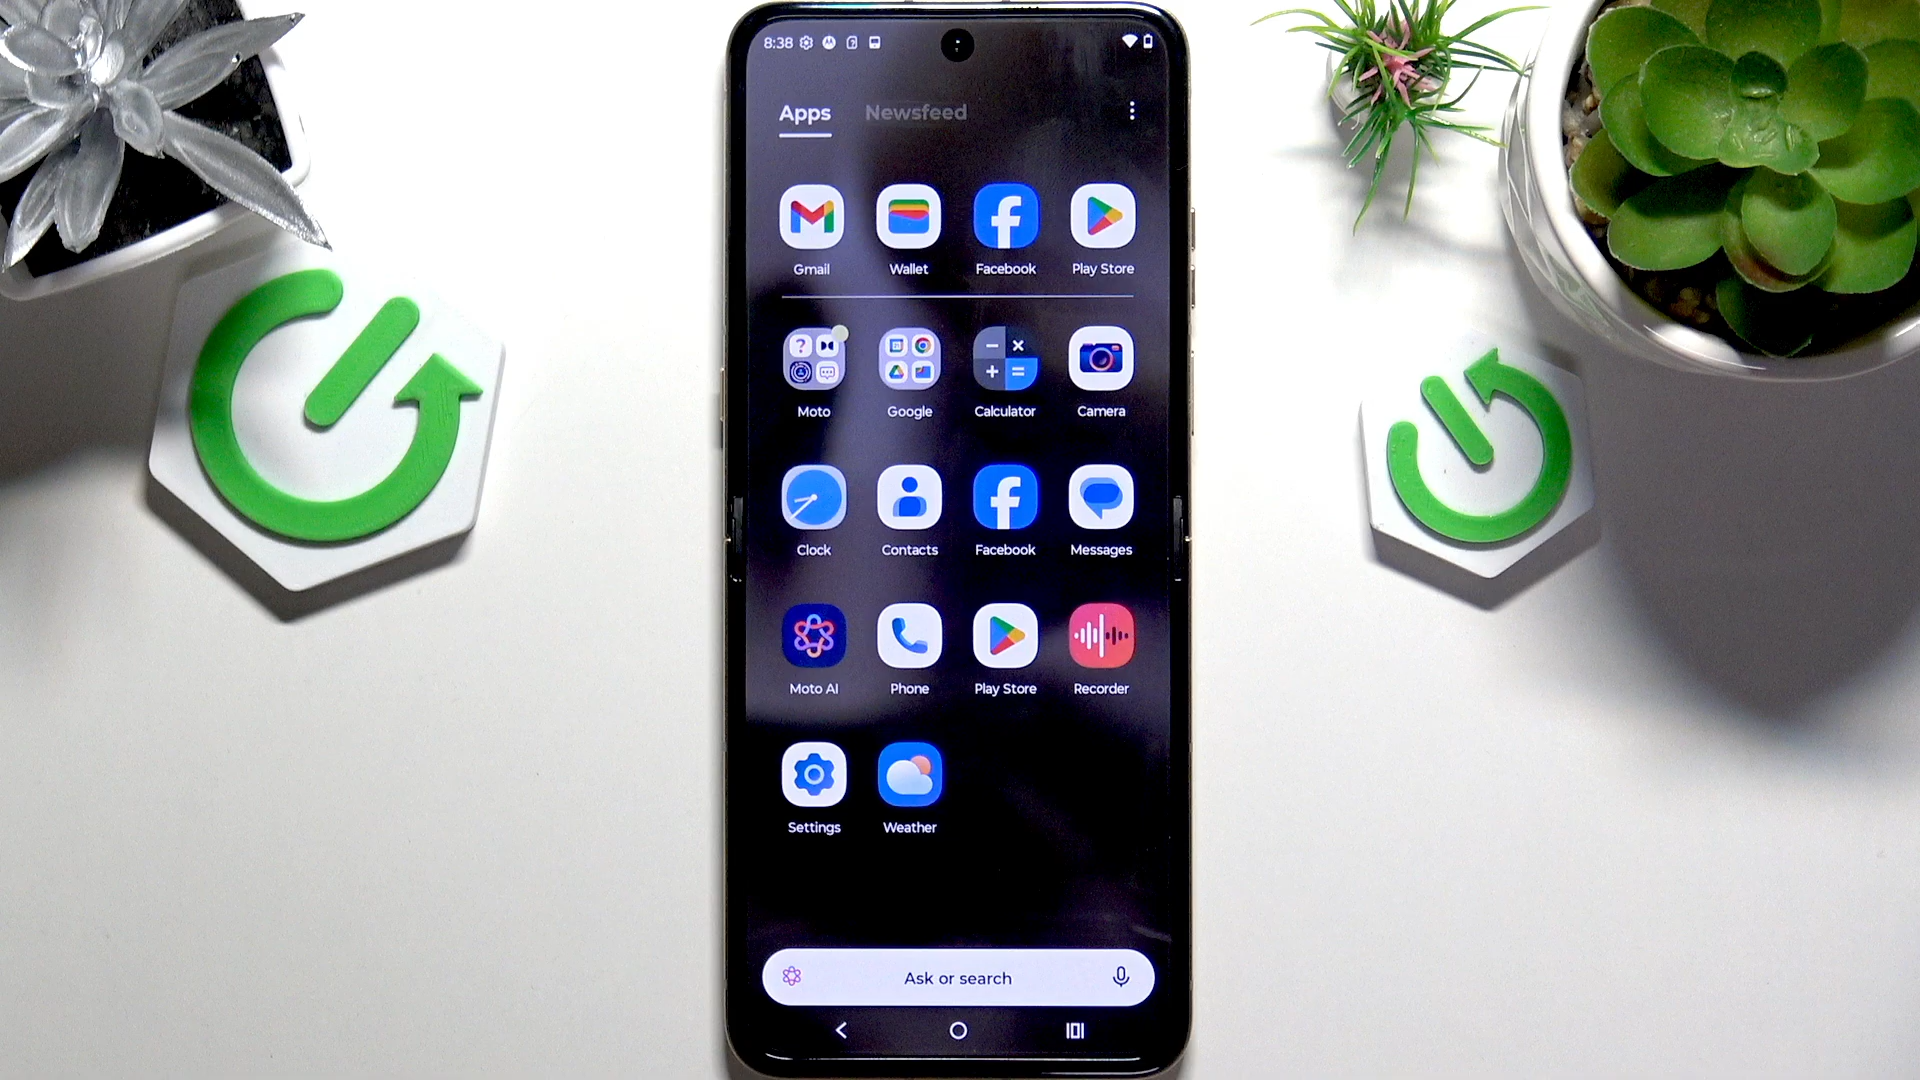 8:38
Apps Newsfeed
Gmail Wallet Facebook Play Store
Moto Google Calculator Camera
Clock Contacts Facebook Messages
Moto AI Phone Play Store Recorder
Settings Weather
Ask or search